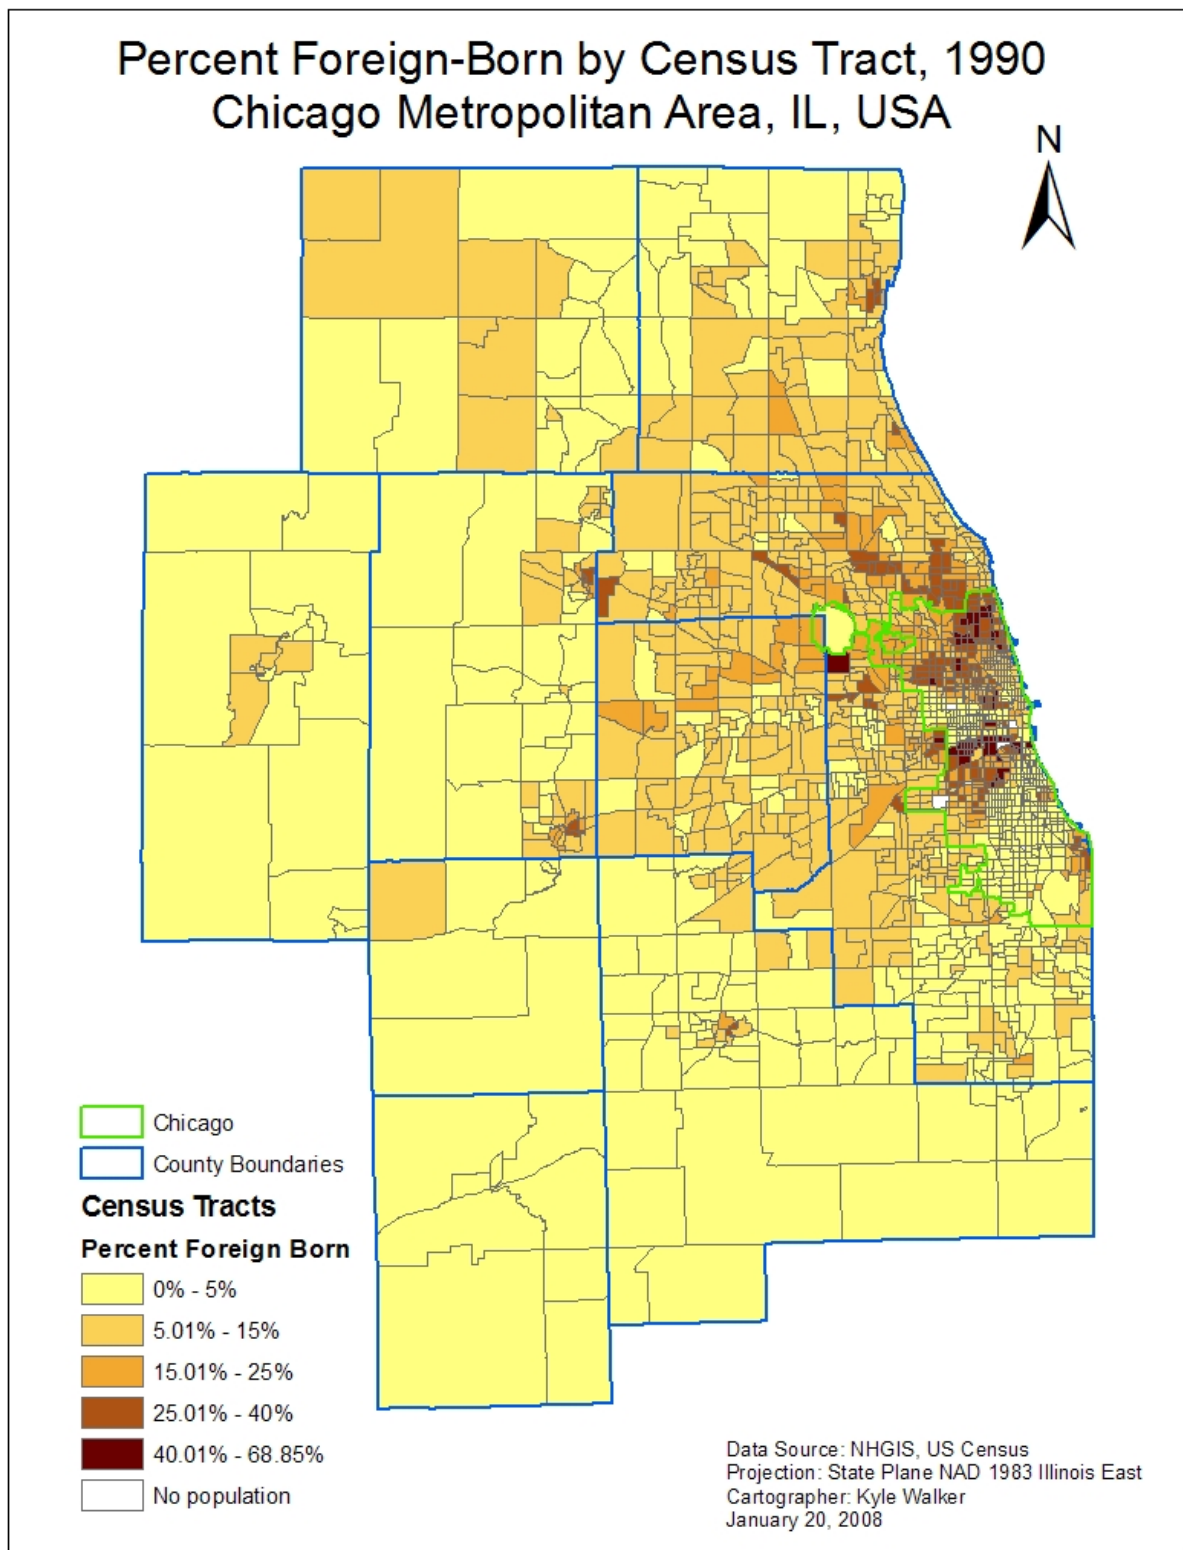 Percent Foreign-Born by Census Tract, 1990
Chicago Metropolitan Area, IL, USA
N
Chicago
County Boundaries
Census Tracts
Percent Foreign Born
0% - 5%
5.01% - 15%
15.01% - 25%
25.01% - 40%
40.01% - 68.85%
No population
Data Source: NHGIS, US Census
Projection: State Plane NAD 1983 Illinois East
Cartographer: Kyle Walker
January 20, 2008